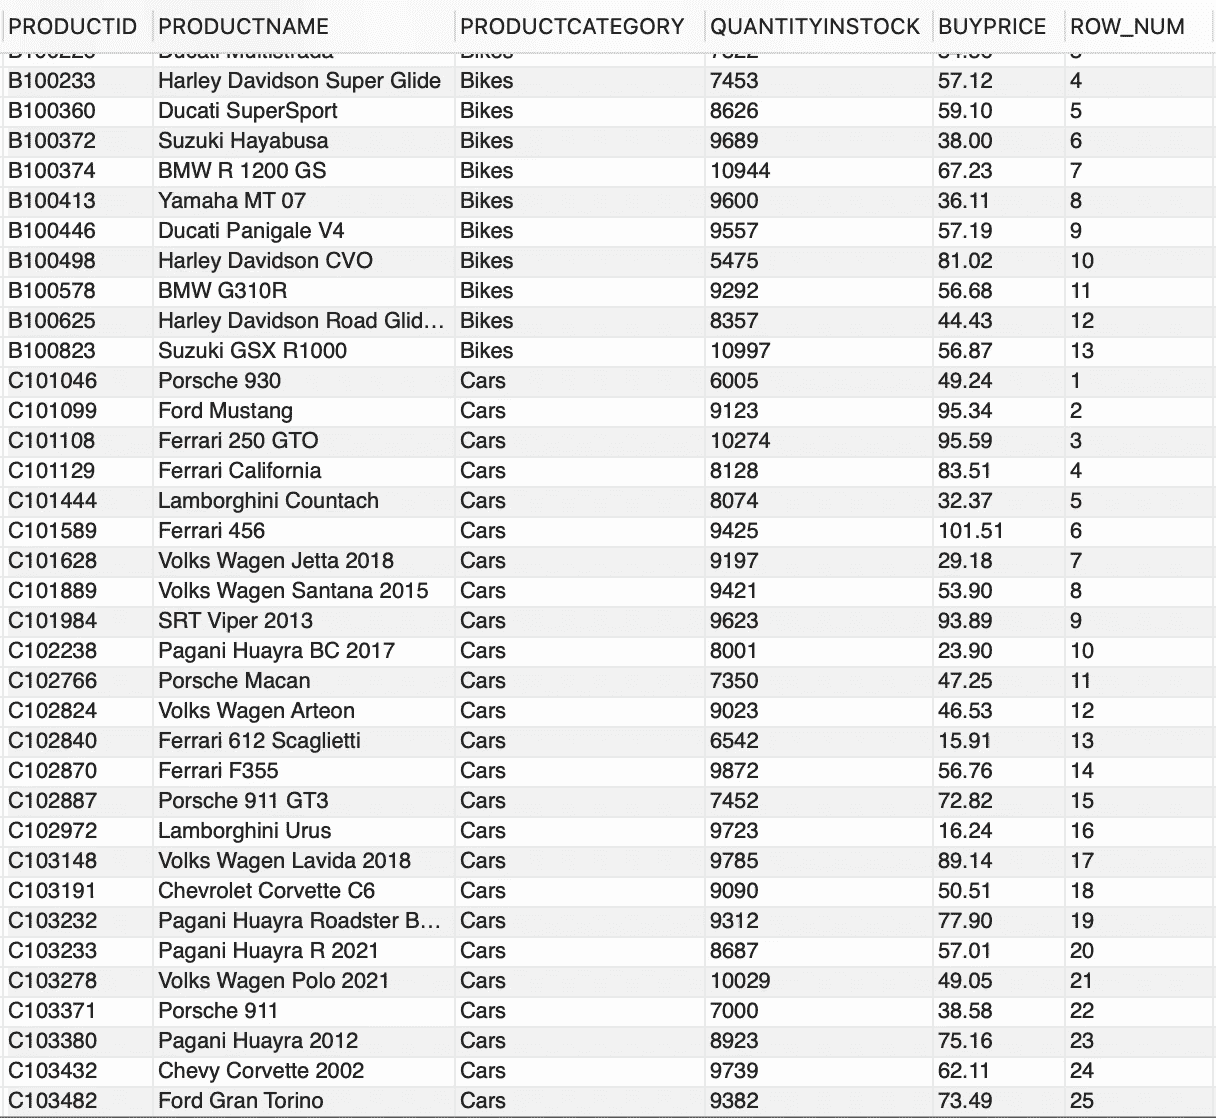 PRODUCTID PRODUCTNAME PRODUCTCATEGORY QUANTITYINSTOCK BUYPRICE ROW_NUM
Ducati Multistrada Bikes
B100233 Harley Davidson Super Glide Bikes 7453 57.12 4
B100360 Ducati SuperSport Bikes 8626 59.10 5
B100372 Suzuki Hayabusa Bikes 9689 38.00 6
B100374 BMW R 1200 GS Bikes 10944 67.23 7
B100413 Yamaha MT 07 Bikes 9600 36.11 8
B100446 Ducati Panigale V4 Bikes 9557 57.19 9
B100498 Harley Davidson CVO Bikes 5475 81.02 10
B100578 BMW G310R Bikes 9292 56.68 11
B100625 Harley Davidson Road Glid... Bikes 8357 44.43 12
B100823 Suzuki GSX R1000 Bikes 10997 56.87 13
C101046 Porsche 930 Cars 6005 49.24 1
C101099 Ford Mustang Cars 9123 95.34 2
C101108 Ferrari 250 GTO Cars 10274 95.59 3
C101129 Ferrari California Cars 8128 83.51 4
C101444 Lamborghini Countach Cars 8074 32.37 5
C101589 Ferrari 456 Cars 9425 101.51 6
C101628 Volks Wagen Jetta 2018 Cars 9197 29.18 7
C101889 Volks Wagen Santana 2015 Cars 9421 53.90 8
C101984 SRT Viper 2013 Cars 9623 93.89 9
C102238 Pagani Huayra BC 2017 Cars 8001 23.90 10
C102766 Porsche Macan Cars 7350 47.25 11
C102824 Volks Wagen Arteon Cars 9023 46.53 12
C102840 Ferrari 612 Scaglietti Cars 6542 15.91 13
C102870 Ferrari F355 Cars 9872 56.76 14
C102887 Porsche 911 GT3 Cars 7452 72.82 15
C102972 Lamborghini Urus Cars 9723 16.24 16
C103148 Volks Wagen Lavida 2018 Cars 9785 89.14 17
C103191 Chevrolet Corvette C6 Cars 9090 50.51 18
C103232 Pagani Huayra Roadster B... Cars 9312 77.90 19
C103233 Pagani Huayra R 2021 Cars 8687 57.01 20
C103278 Volks Wagen Polo 2021 Cars 10029 49.05 21
C103371 Porsche 911 Cars 7000 38.58 22
C103380 Pagani Huayra 2012 Cars 8923 75.16 23
C103432 Chevy Corvette 2002 Cars 9739 62.11 24
C103482 Ford Gran Torino Cars 9382 73.49 25